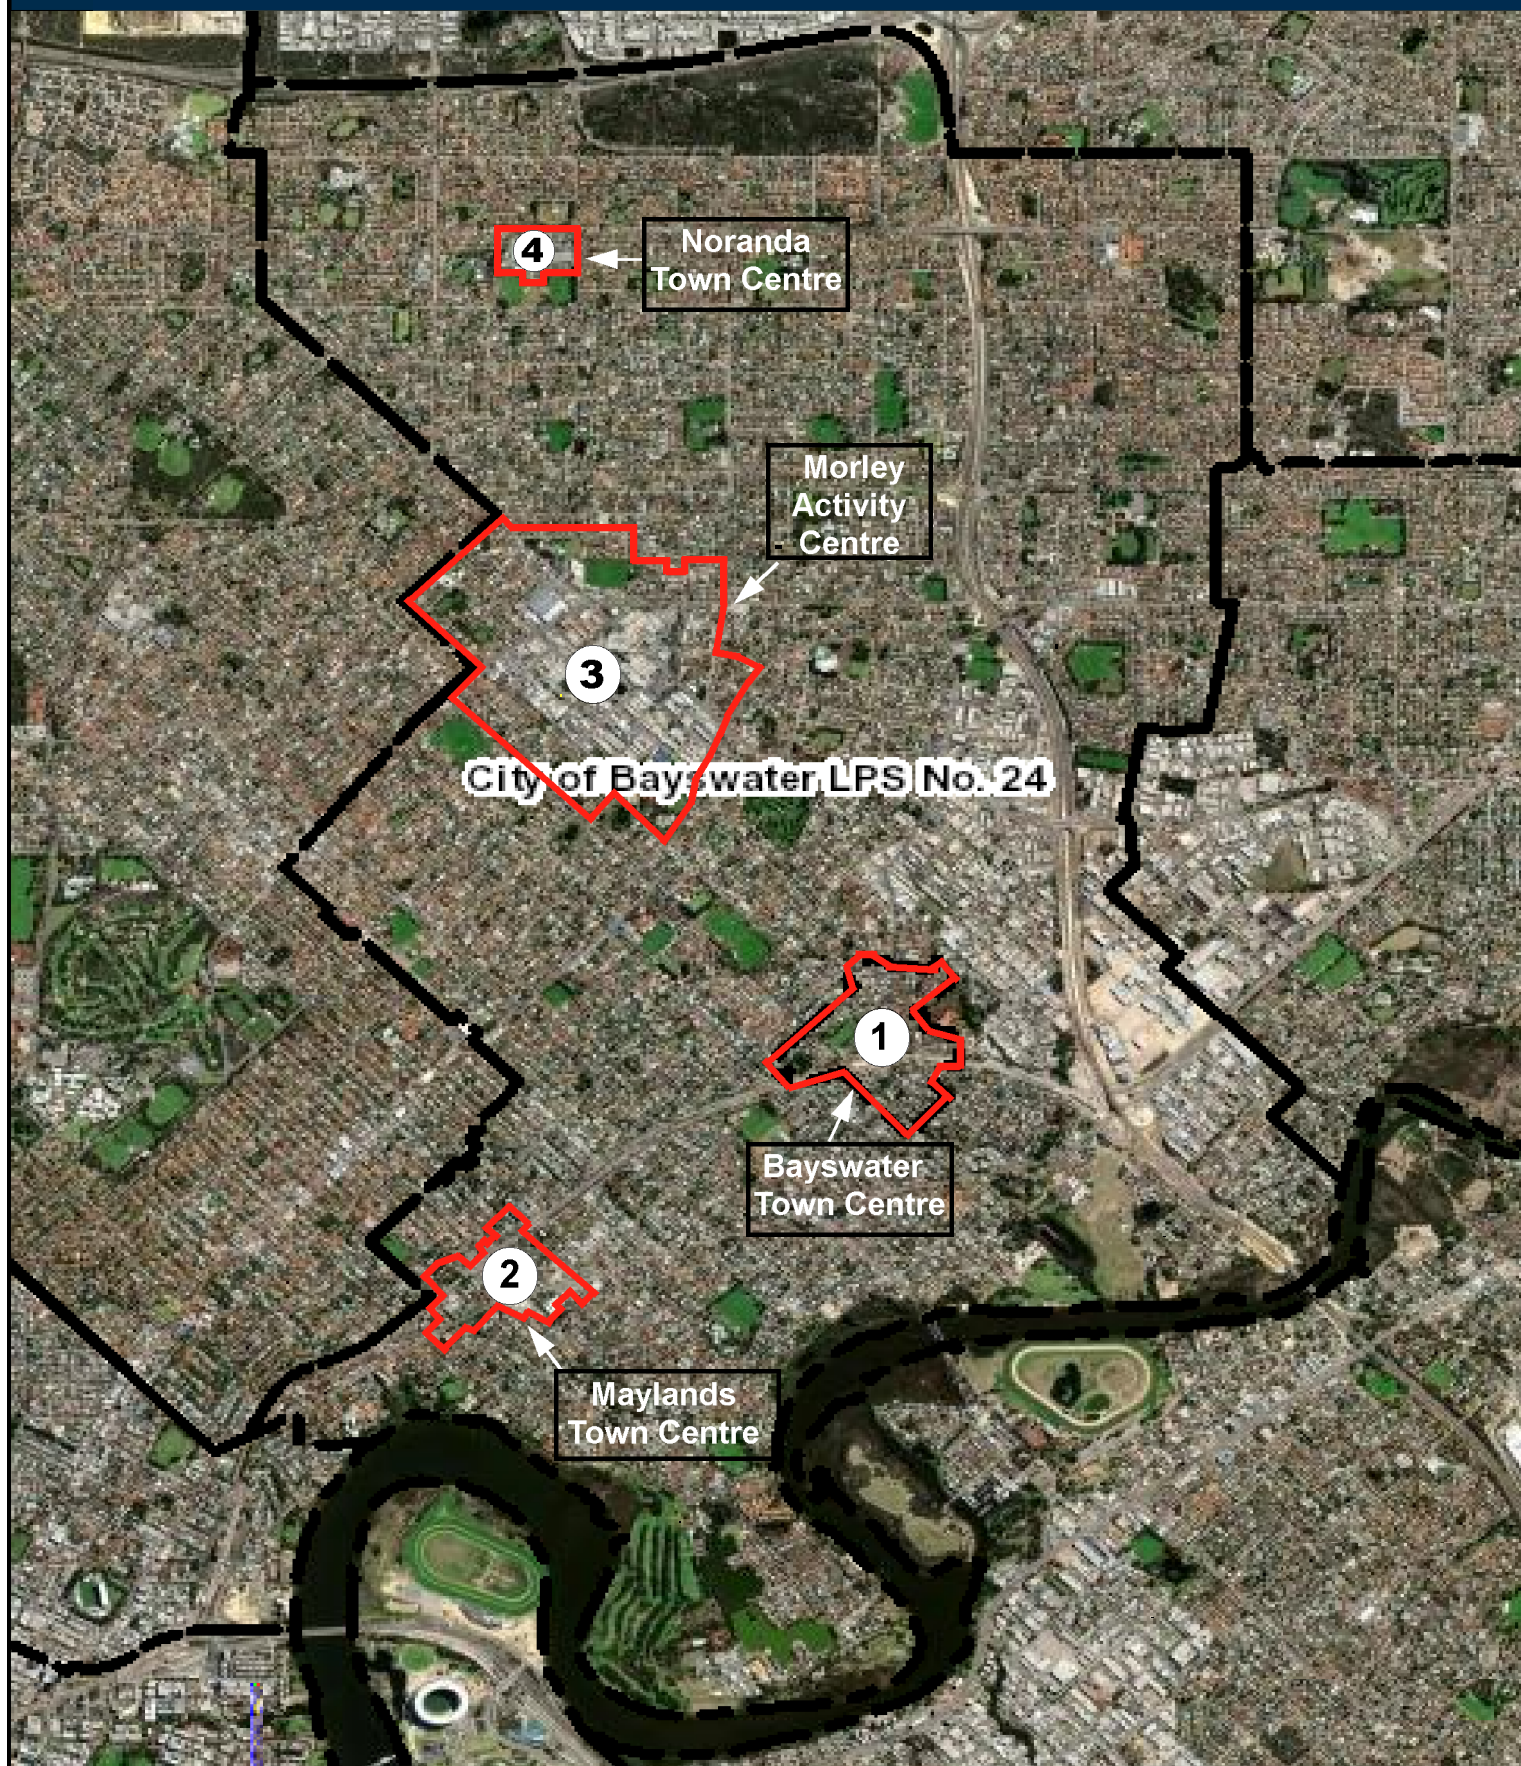 4
Noranda
Town Centre
Morley
Activity
Centre
3
City of Bayswater LPS No. 24
1
Bayswater
Town Centre
2
Maylands
Town Centre